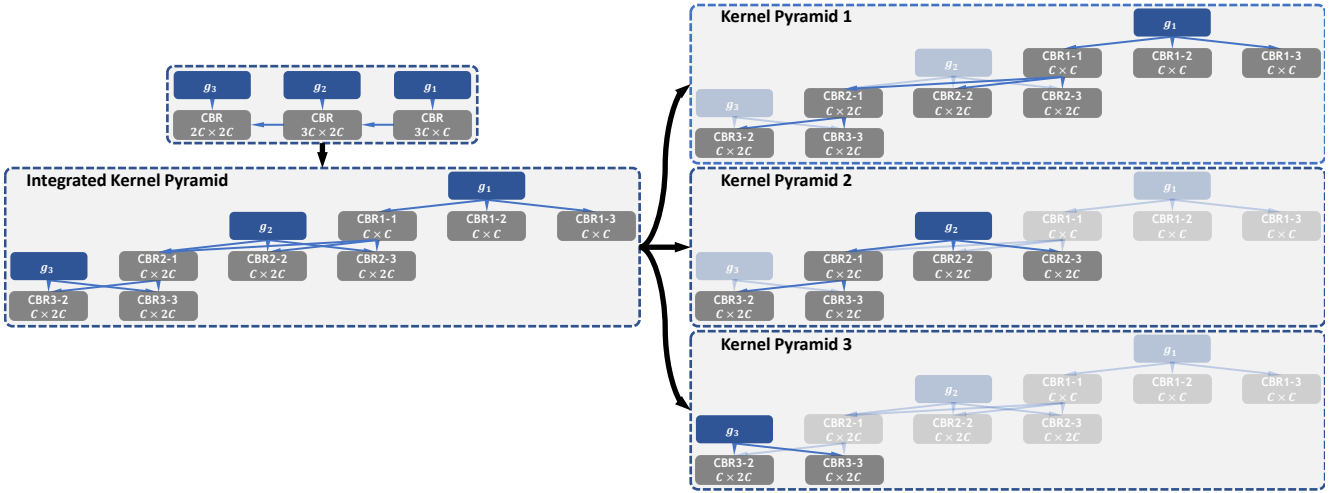 g₃ g₂ g₁
CBR CBR CBR
2C × 2C 3C × 2C 3C × C
Integrated Kernel Pyramid
g₁
CBR1-1 CBR1-2 CBR1-3
C × C C × C C × C
g₂
CBR2-1 CBR2-2 CBR2-3
C × 2C C × 2C C × 2C
g₃
CBR3-2 CBR3-3
C × 2C C × 2C
Kernel Pyramid 1
g₁
CBR1-1 CBR1-2 CBR1-3
C × C C × C C × C
g₂
CBR2-1 CBR2-2 CBR2-3
C × 2C C × 2C C × 2C
g₃
CBR3-2 CBR3-3
C × 2C C × 2C
Kernel Pyramid 2
g₁
CBR1-1 CBR1-2 CBR1-3
C × C C × C C × C
g₂
CBR2-1 CBR2-2 CBR2-3
C × 2C C × 2C C × 2C
g₃
CBR3-2 CBR3-3
C × 2C C × 2C
Kernel Pyramid 3
g₁
CBR1-1 CBR1-2 CBR1-3
C × C C × C C × C
g₂
CBR2-1 CBR2-2 CBR2-3
C × 2C C × 2C C × 2C
g₃
CBR3-2 CBR3-3
C × 2C C × 2C